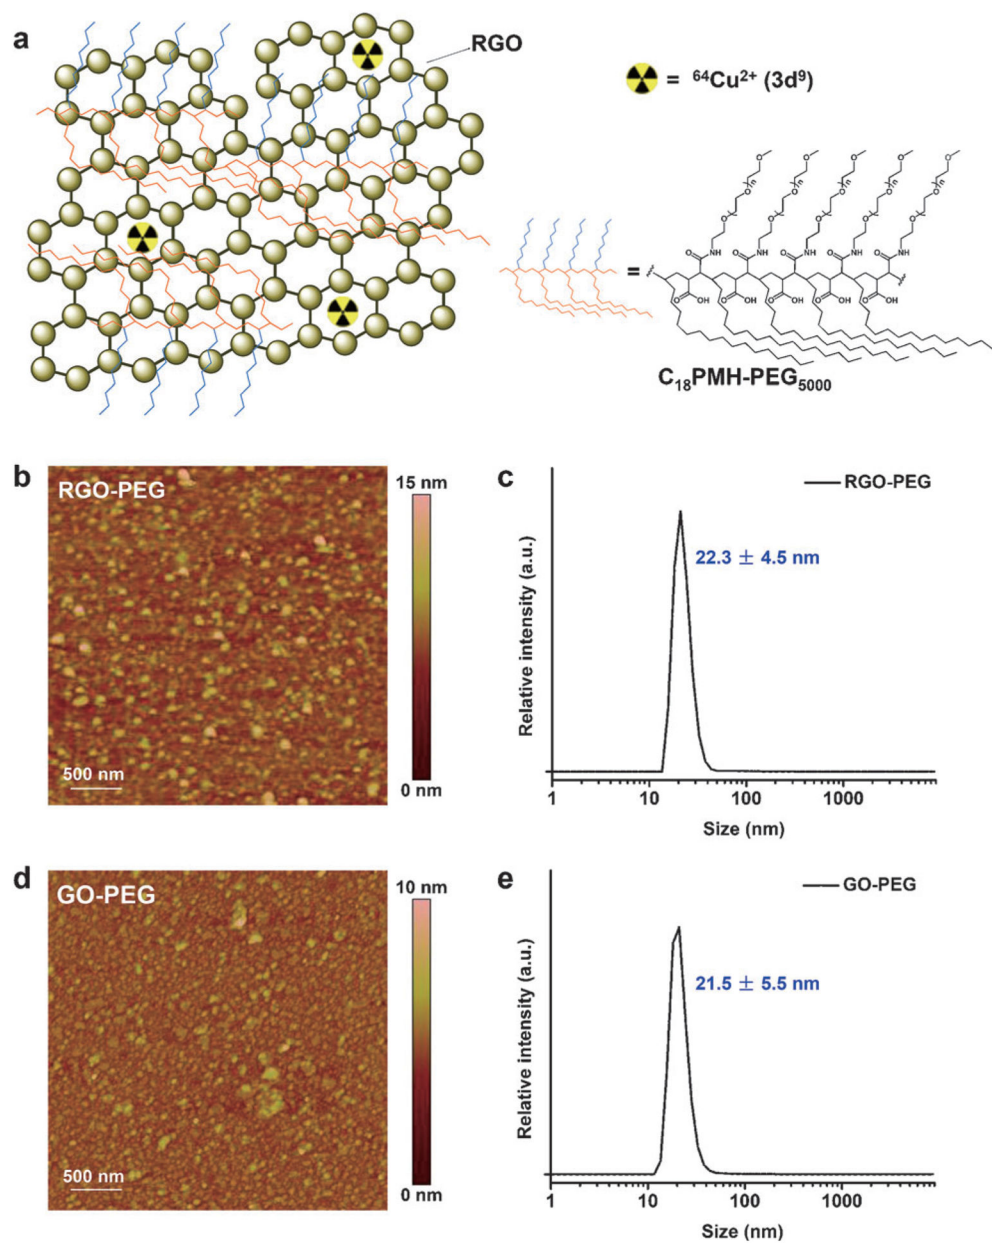 a
RGO
= ⁶⁴Cu²⁺ (3d⁹)
=
O O O O O
( )n ( )n ( )n ( )n ( )n
O O O O O
O NH O NH O NH O NH O NH
O OH O OH O OH O OH O OH
C₁₈PMH-PEG₅₀₀₀
b
RGO-PEG
15 nm
0 nm
500 nm
c
RGO-PEG
22.3 ± 4.5 nm
Relative intensity (a.u.)
1 10 100 1000
Size (nm)
d
GO-PEG
10 nm
0 nm
500 nm
e
GO-PEG
21.5 ± 5.5 nm
Relative intensity (a.u.)
1 10 100 1000
Size (nm)